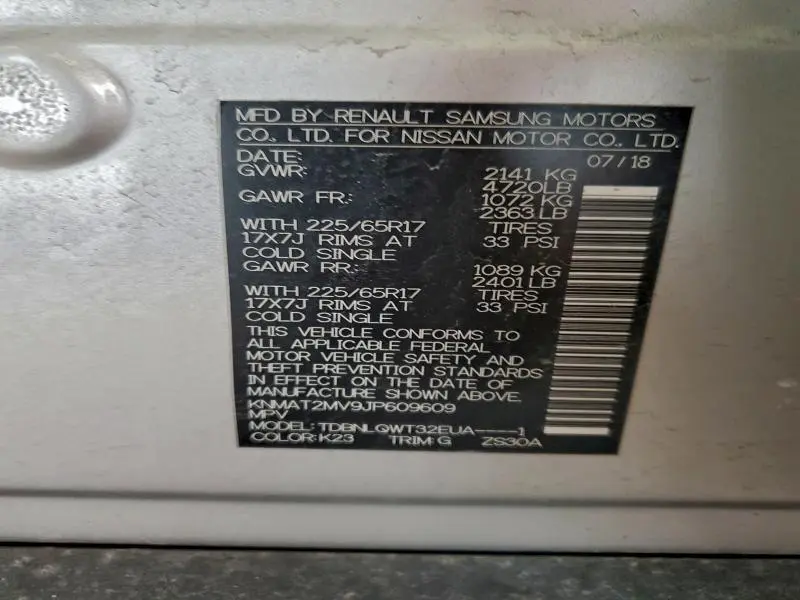 MFD BY RENAULT SAMSUNG MOTORS
CO., LTD. FOR NISSAN MOTOR CO., LTD.
DATE: 07/18
GVWR: 2141 KG
4720LB
GAWR FR: 1072 KG
2363 LB
WITH 225/65R17 TIRES
17X7J RIMS AT 33 PSI
COLD SINGLE
GAWR RR: 1089 KG
2401 LB
WITH 225/65R17 TIRES
17X7J RIMS AT 33 PSI
COLD SINGLE
THIS VEHICLE CONFORMS TO
ALL APPLICABLE FEDERAL
MOTOR VEHICLE SAFETY AND
THEFT PREVENTION STANDARDS
IN EFFECT ON THE DATE OF
MANUFACTURE SHOWN ABOVE.
KNMAT2MV9JP609609
MPV
MODEL: TDBNLQWT32EUA----1
COLOR:K23 TRIM:G ZS30A